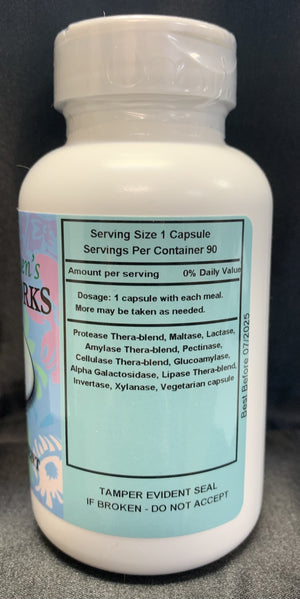 en's
RKS
Serving Size 1 Capsule
Servings Per Container 90
Amount per serving 0% Daily Value
Dosage: 1 capsule with each meal.
More may be taken as needed.
Protease Thera-blend, Maltase, Lactase,
Amylase Thera-blend, Pectinase,
Cellulase Thera-blend, Glucoamylase,
Alpha Galactosidase, Lipase Thera-blend,
Invertase, Xylanase, Vegetarian capsule
TAMPER EVIDENT SEAL
IF BROKEN - DO NOT ACCEPT
Best Before 07/2025